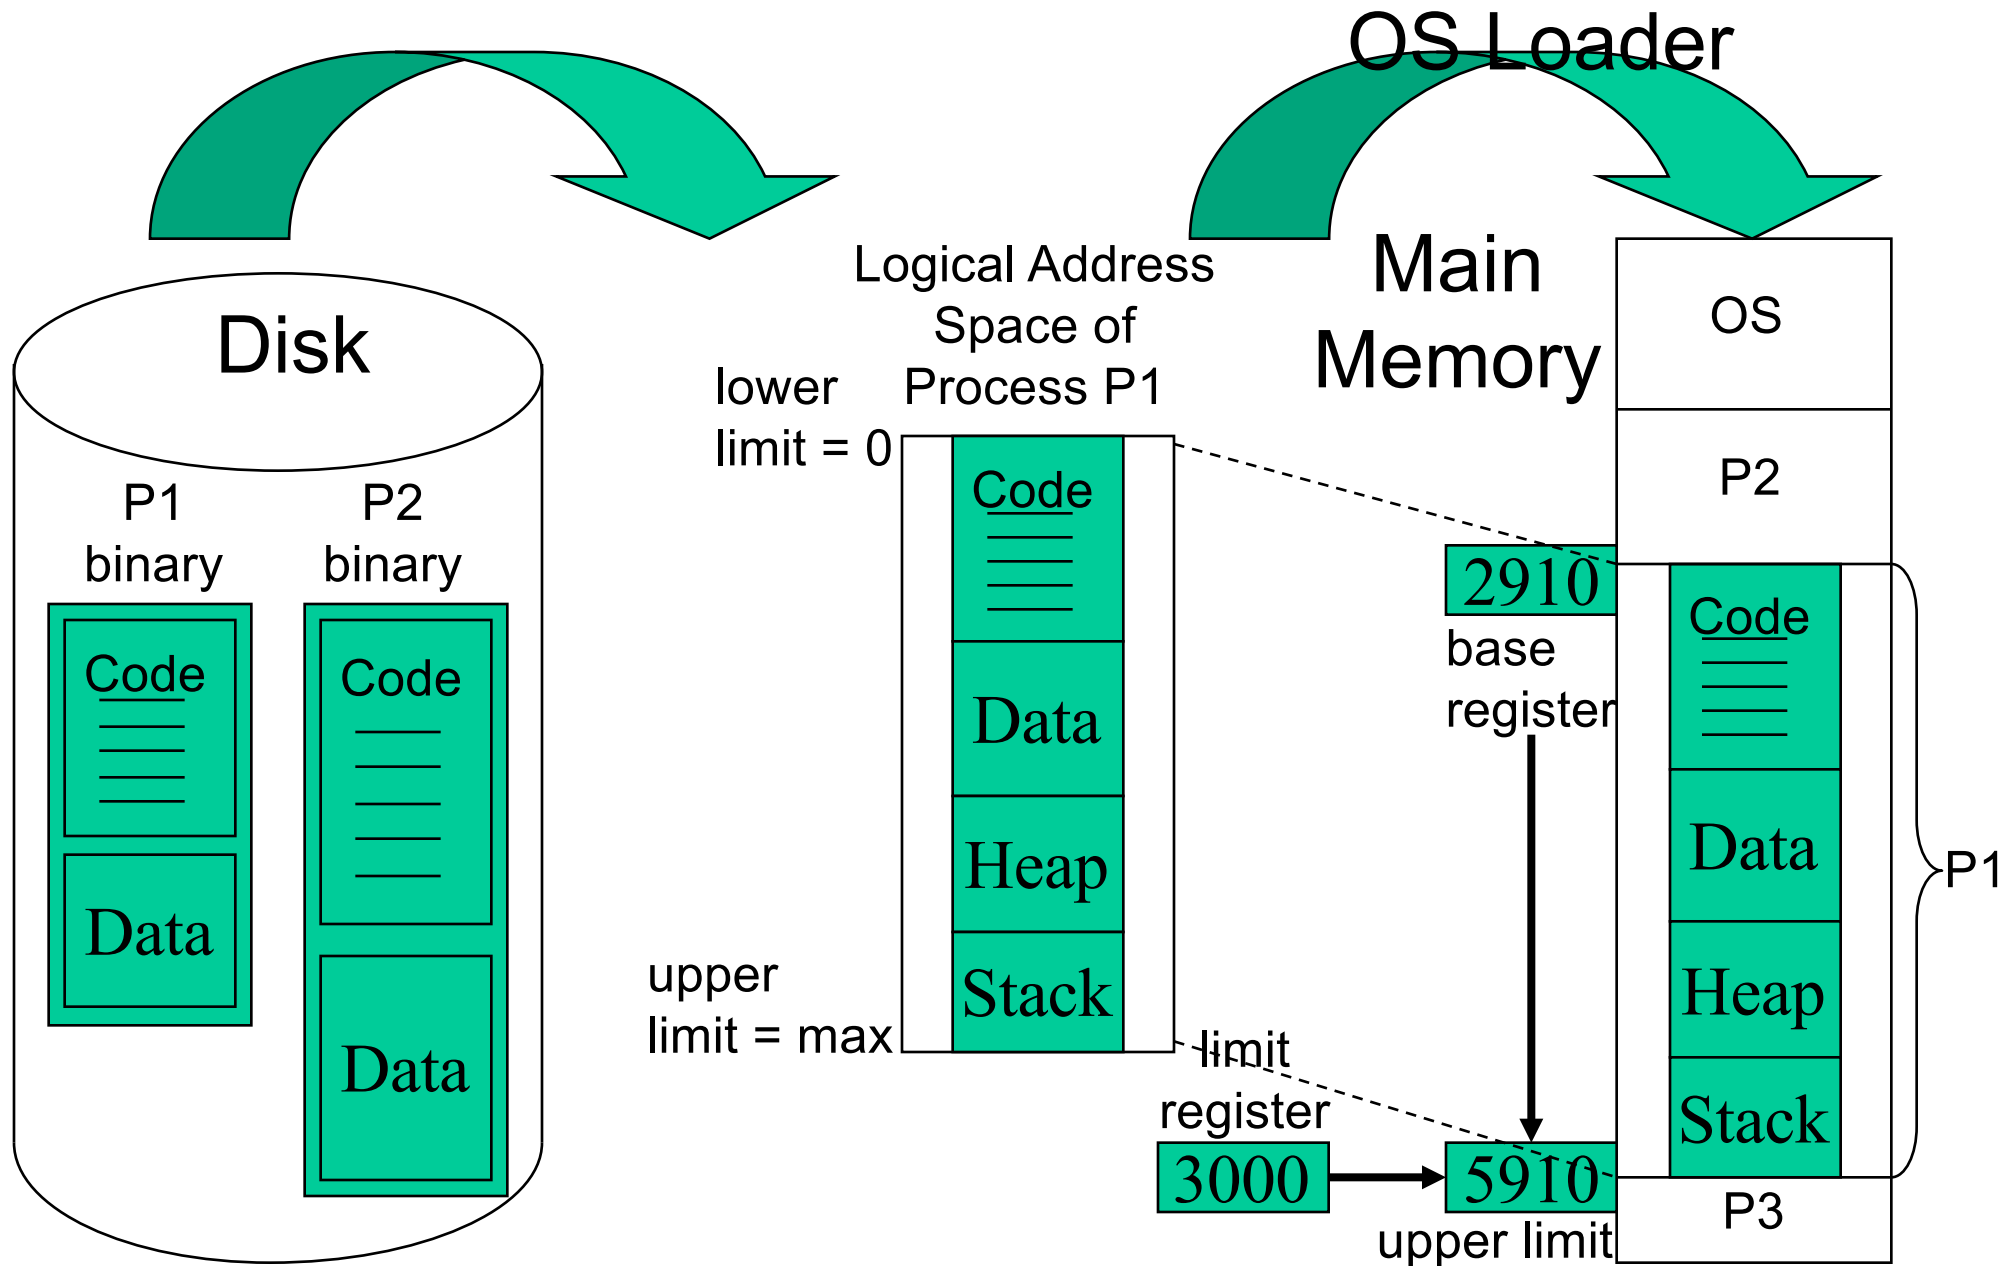 OS Loader
Disk
P1
binary
P2
binary
Code
Data
Code
Data
Logical Address
Space of
Process P1
lower
limit = 0
Code
Data
Heap
Stack
upper
limit = max
limit
register
3000
Main
Memory
2910
base
register
5910
upper limit
OS
P2
Code
Data
Heap
Stack
P1
P3